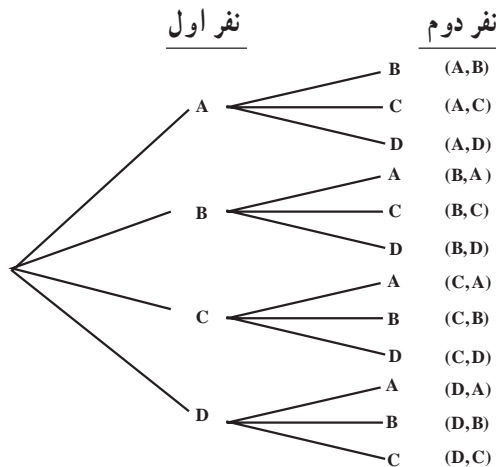 نفر اول نفر دوم
B (A,B)
A C (A,C)
D (A,D)
A (B,A)
B C (B,C)
D (B,D)
A (C,A)
C B (C,B)
D (C,D)
A (D,A)
D B (D,B)
C (D,C)